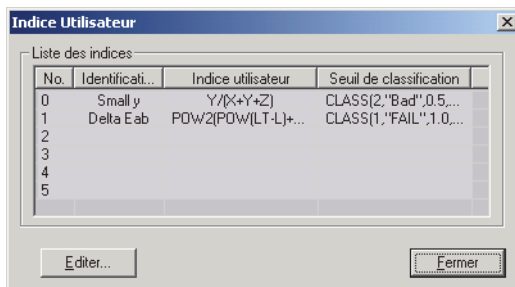 Indice Utilisateur
Liste des indices
No. Identificati... Indice utilisateur Seuil de classification
0 Small y Y/(X+Y+Z) CLASS(2,"Bad",0.5,...
1 Delta Eab POW2(POW(LT-L)+... CLASS(1,"FAIL",1.0,...
2
3
4
5
Editer... Fermer